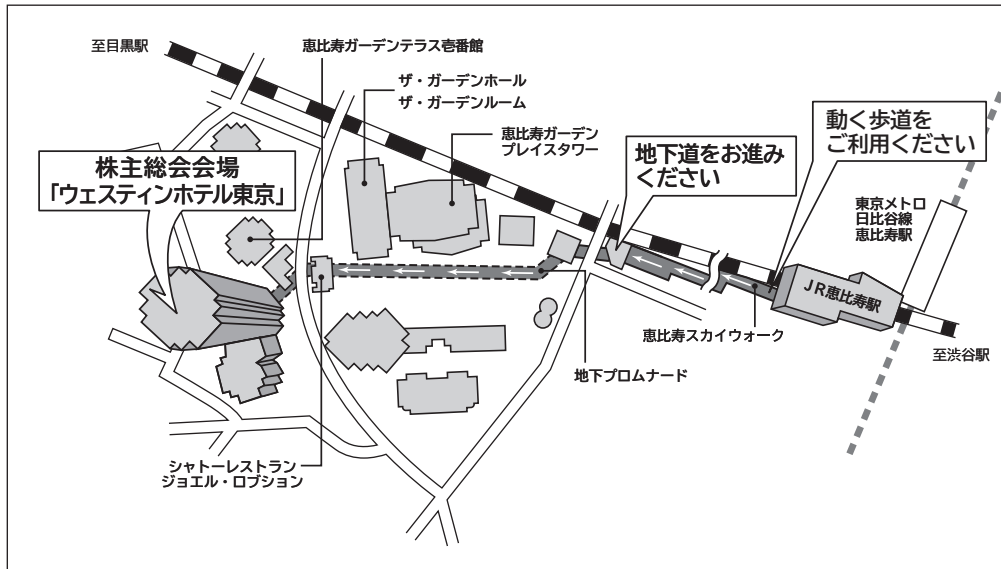 至目黒駅
恵比寿ガーデンテラス壱番館
ザ・ガーデンホール
ザ・ガーデンルーム
恵比寿ガーデン
プレイスタワー
地下道をお進み
ください
動く歩道を
ご利用ください
株主総会会場
「ウェスティンホテル東京」
東京メトロ
日比谷線
恵比寿駅
JR恵比寿駅
恵比寿スカイウォーク
至渋谷駅
地下プロムナード
シャトーレストラン
ジョエル・ロブション